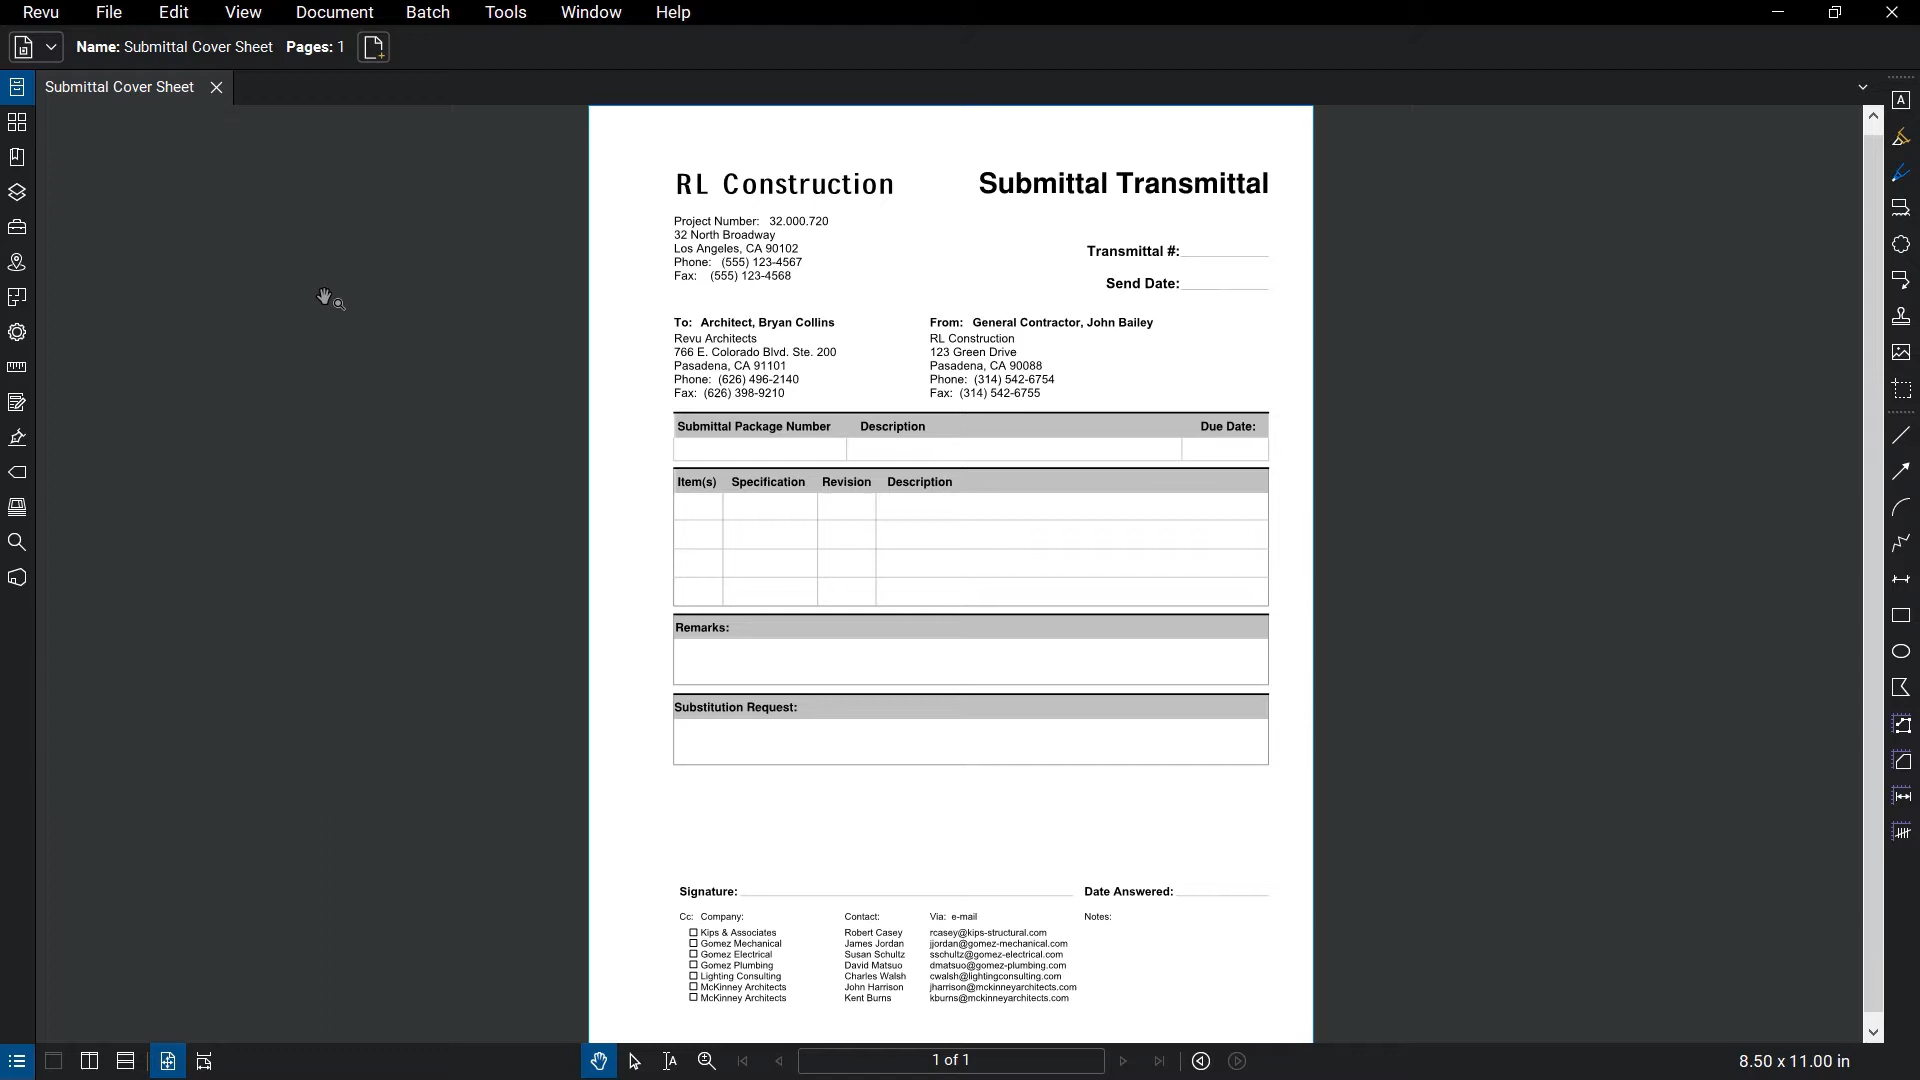 Revu File Edit View Document Batch Tools Window Help
Name: Submittal Cover Sheet Pages: 1
Submittal Cover Sheet
RL Construction
Submittal Transmittal
Project Number: 32.000.720
32 North Broadway
Los Angeles, CA 90102
Phone: (555) 123-4567
Fax: (555) 123-4568
Transmittal #:
Send Date:
To: Architect, Bryan Collins
Revu Architects
766 E. Colorado Blvd. Ste. 200
Pasadena, CA 91101
Phone: (626) 496-2140
Fax: (626) 398-9210
From: General Contractor, John Bailey
RL Construction
123 Green Drive
Pasadena, CA 90088
Phone: (314) 542-6754
Fax: (314) 542-6755
Submittal Package Number Description Due Date:
Item(s) Specification Revision Description
Remarks:
Substitution Request:
Signature: Date Answered:
Cc: Company: Contact: Via: e-mail Notes:
Kips & Associates Robert Casey rcasey@kips-structural.com
Gomez Mechanical James Jordan jjordan@gomez-mechanical.com
Gomez Electrical Susan Schultz sschultz@gomez-electrical.com
Gomez Plumbing David Matsuo dmatsuo@gomez-plumbing.com
Lighting Consulting Charles Walsh cwalsh@lightingconsulting.com
McKinney Architects John Harrison jharrison@mckinneyarchitects.com
McKinney Architects Kent Burns kburns@mckinneyarchitects.com
1 of 1
8.50 x 11.00 in